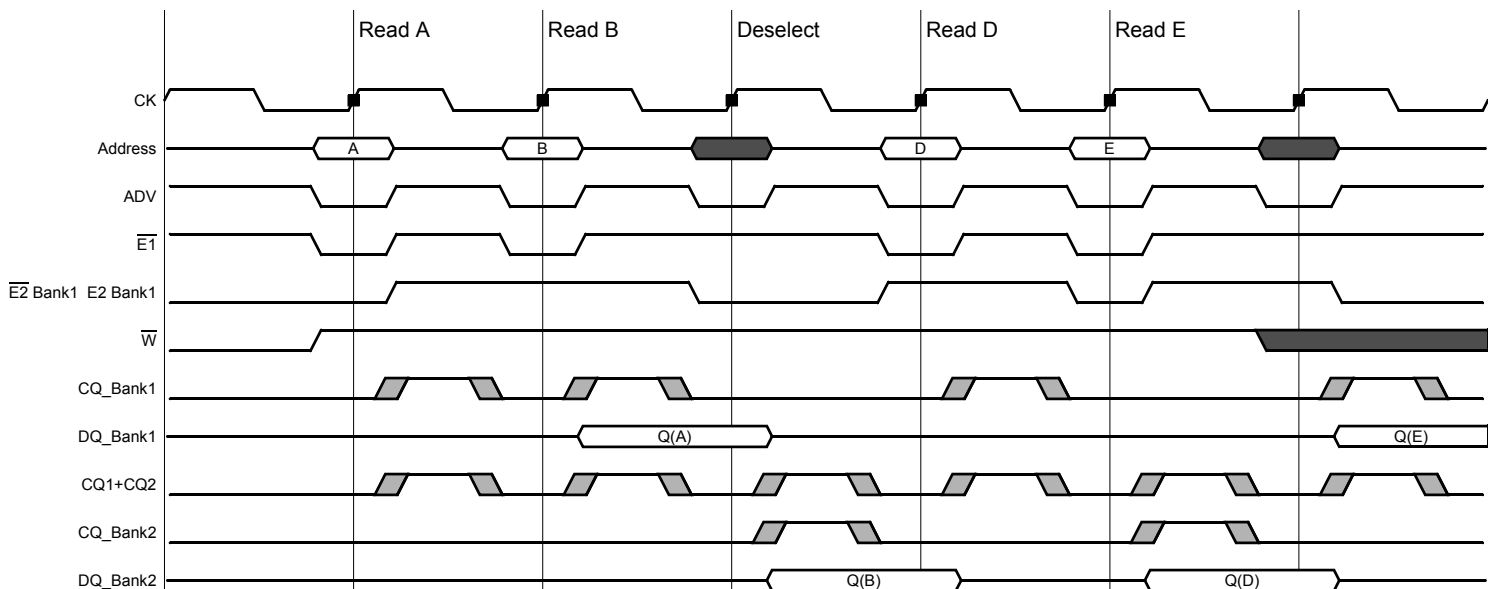 Read A Read B Deselect Read D Read E
CK
Address A B D E
ADV
E1
E2 Bank1 E2 Bank1
W
CQ_Bank1
DQ_Bank1 Q(A) Q(E)
CQ1+CQ2
CQ_Bank2
DQ_Bank2 Q(B) Q(D)